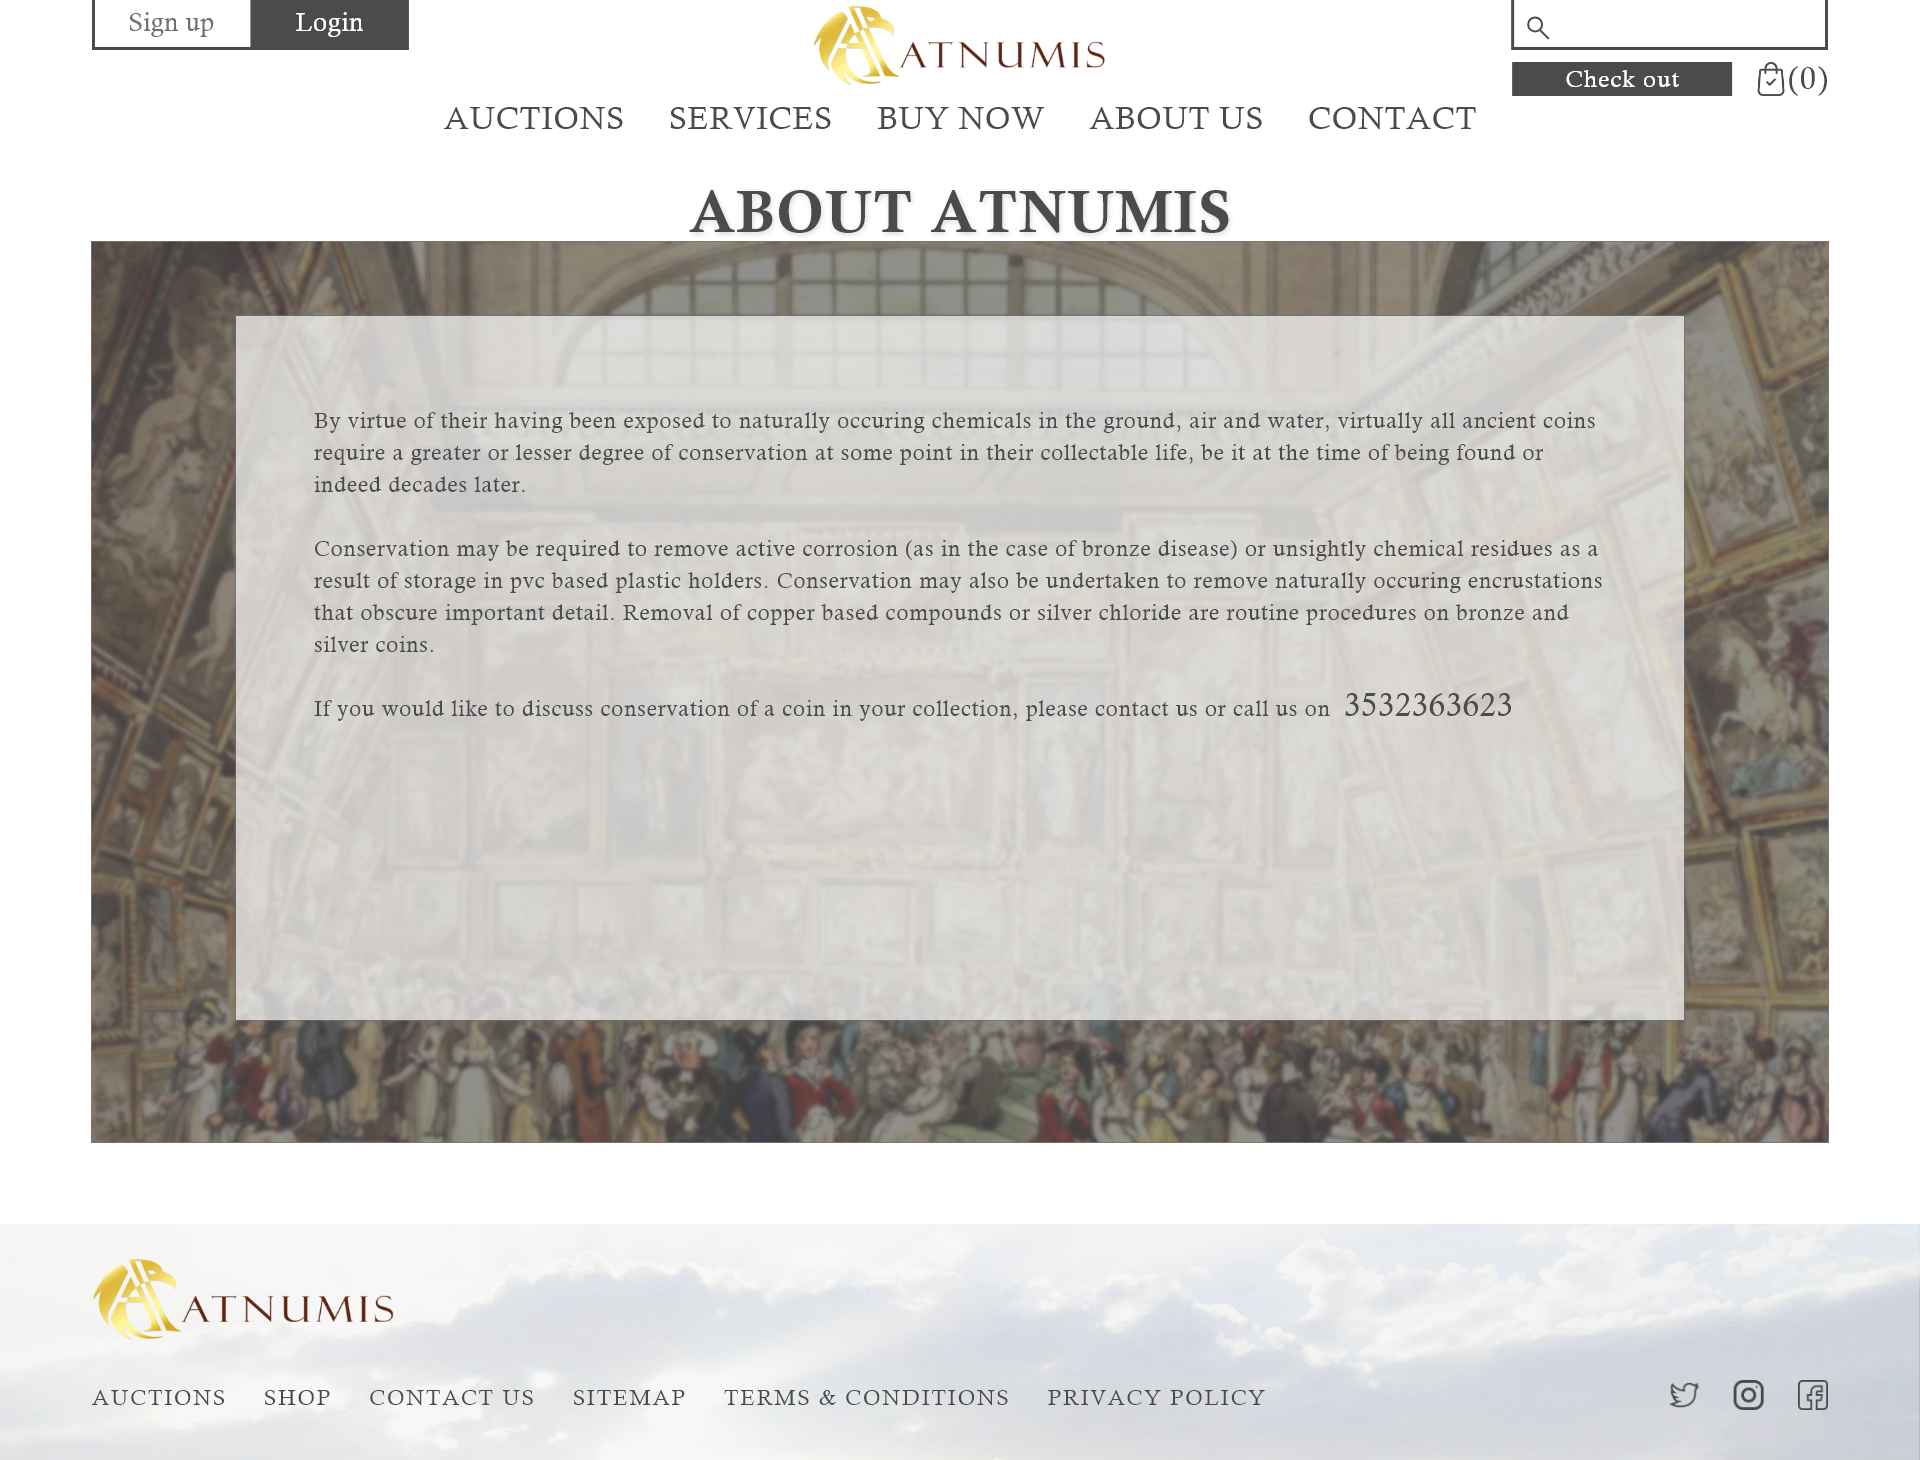 Sign up
Login
ATNUMIS
Check out
(0)
AUCTIONS
SERVICES
BUY NOW
ABOUT US
CONTACT
ABOUT ATNUMIS
By virtue of their having been exposed to naturally occuring chemicals in the ground, air and water, virtually all ancient coins
require a greater or lesser degree of conservation at some point in their collectable life, be it at the time of being found or
indeed decades later.
Conservation may be required to remove active corrosion (as in the case of bronze disease) or unsightly chemical residues as a
result of storage in pvc based plastic holders. Conservation may also be undertaken to remove naturally occuring encrustations
that obscure important detail. Removal of copper based compounds or silver chloride are routine procedures on bronze and
silver coins.
If you would like to discuss conservation of a coin in your collection, please contact us or call us on 3532363623
ATNUMIS
AUCTIONS
SHOP
CONTACT US
SITEMAP
TERMS & CONDITIONS
PRIVACY POLICY